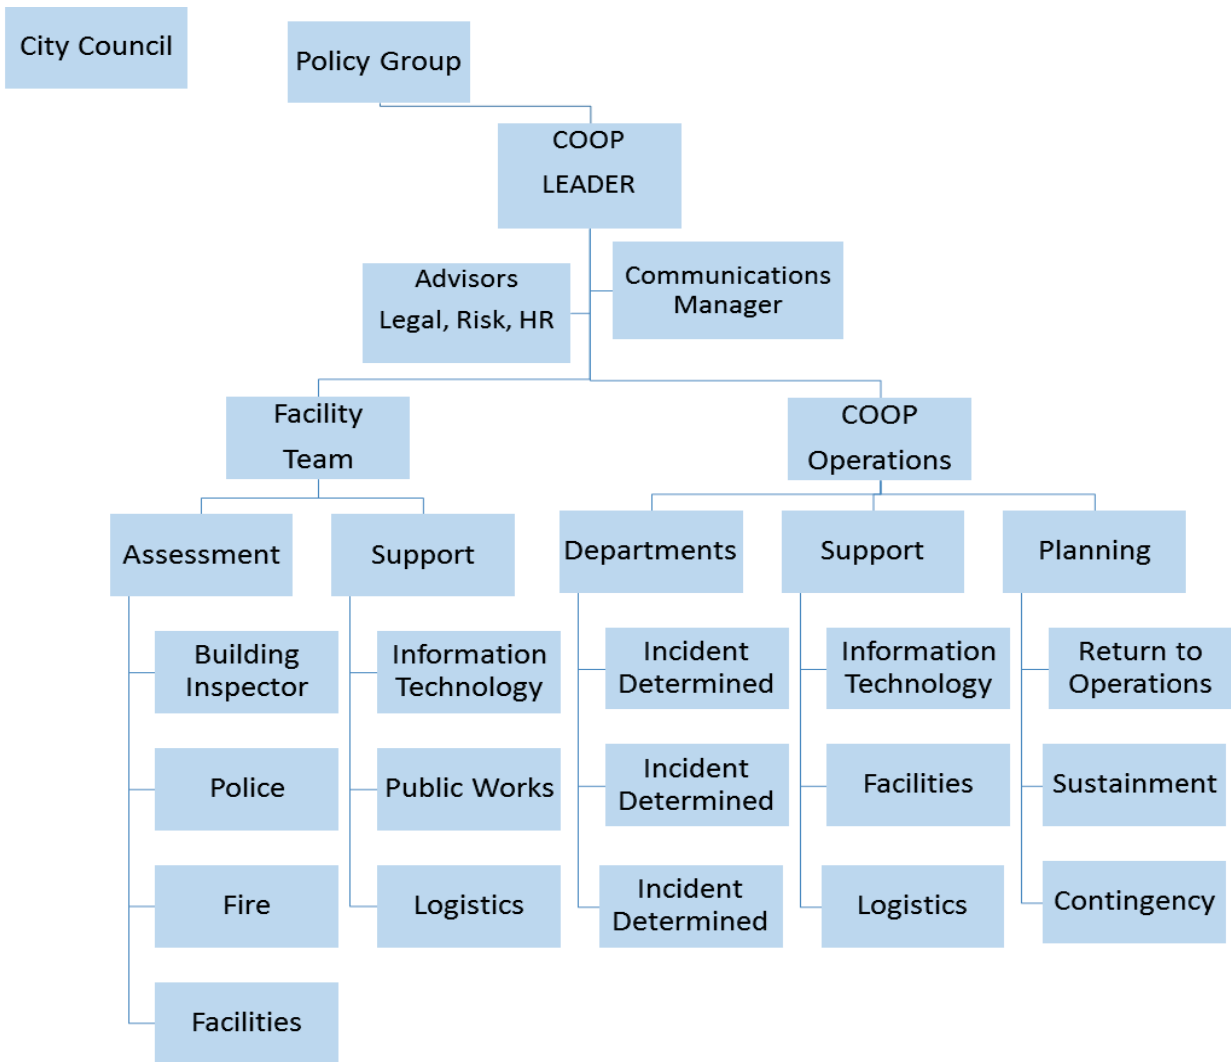 City Council
Policy Group
COOP
LEADER
Advisors
Legal, Risk, HR
Communications
Manager
Facility
Team
COOP
Operations
Assessment
Support
Departments
Support
Planning
Building
Inspector
Information
Technology
Incident
Determined
Information
Technology
Return to
Operations
Police
Public Works
Incident
Determined
Facilities
Sustainment
Fire
Logistics
Incident
Determined
Logistics
Contingency
Facilities